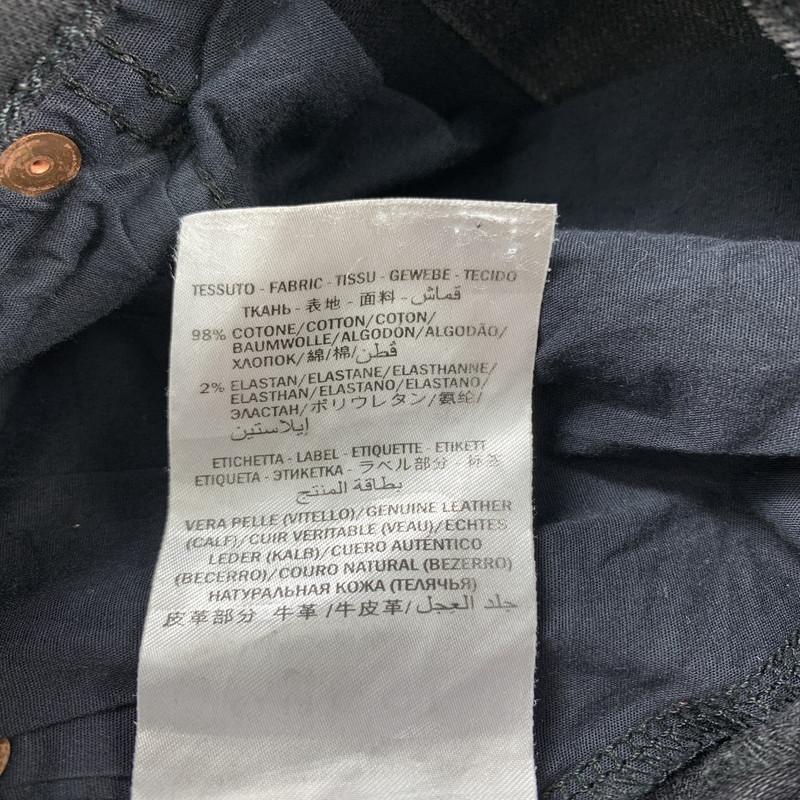 TESSUTO - FABRIC - TISSU - GEWEBE - TECIDO
ТКАНЬ - 表地 - 面料 - قماش
98% COTONE/COTTON/COTON/
BAUMWOLLE/ALGODÓN/ALGODÃO/
ХЛОПОК/綿/棉/قطن
2% ELASTAN/ELASTANE/ELASTHANNE/
ELASTHAN/ELASTANO/ELASTANO/
ЭЛАСТАН/ポリウレタン/氨纶/
إيلاستين
ETICHETTA - LABEL - ETIQUETTE - ETIKETT
ETIQUETA - ЭТИКЕТКА - ラベル部分 - 标签
بطاقة المنتج
VERA PELLE (VITELLO)/GENUINE LEATHER
(CALF)/CUIR VERITABLE (VEAU)/ECHTES
LEDER (KALB)/CUERO AUTÉNTICO
(BECERRO)/COURO NATURAL (BEZERRO)
НАТУРАЛЬНАЯ КОЖА (ТЕЛЯЧЬЯ)
皮革部分 牛革 /牛皮革/ جلد العجل